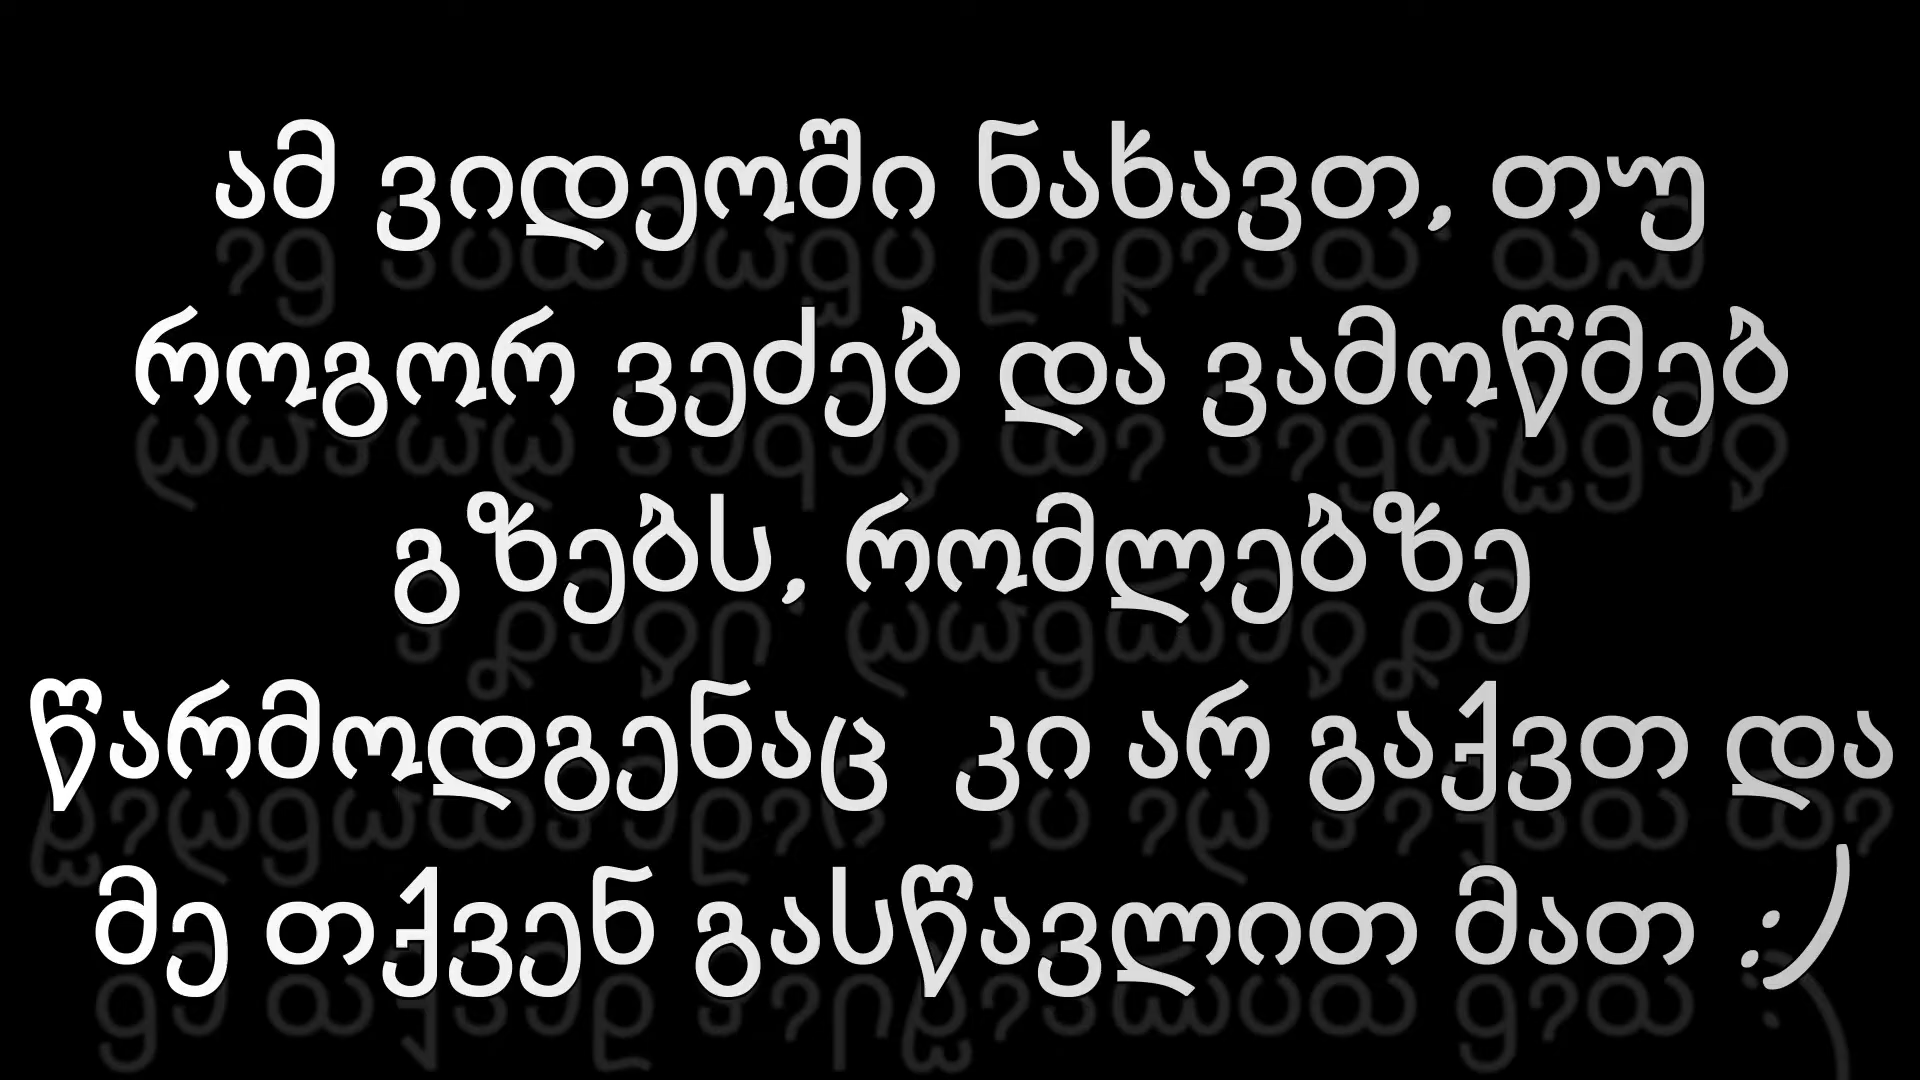 ამ ვიდეოში ნახავთ, თუ
როგორ ვეძებ და ვამოწმებ
გზებს, რომლებზე
წარმოდგენაც  კი არ გაქვთ და
მე თქვენ გასწავლით მათ :)